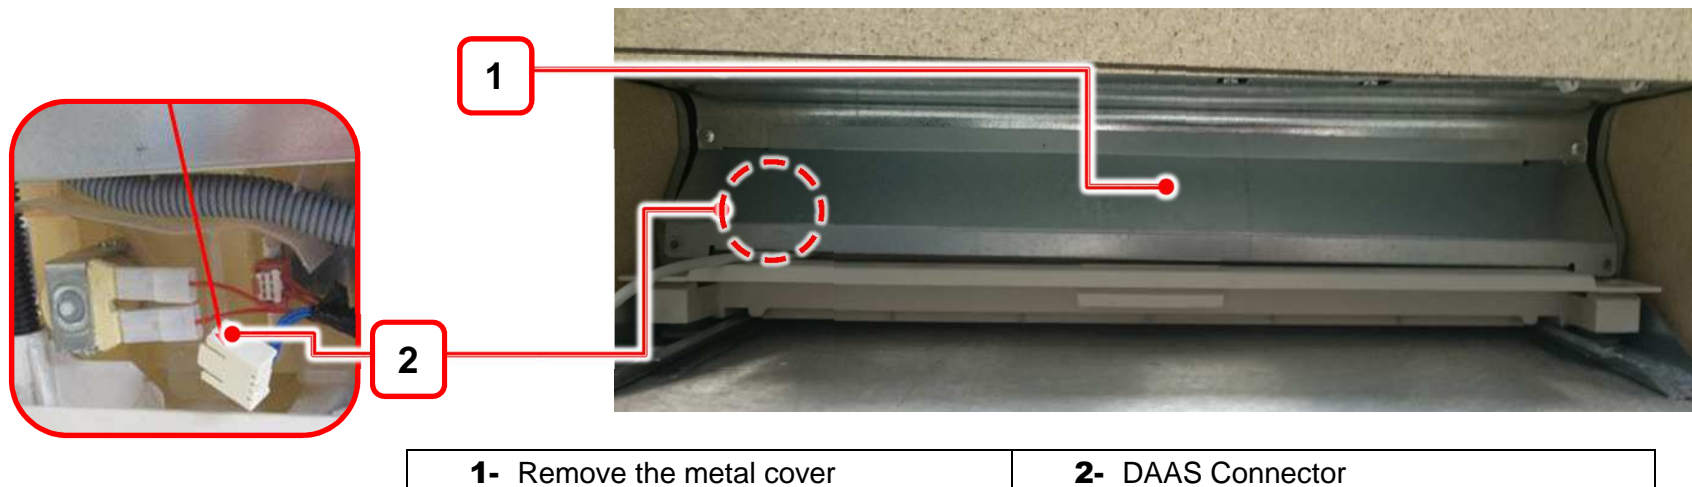 1
2
1- Remove the metal cover
2- DAAS Connector